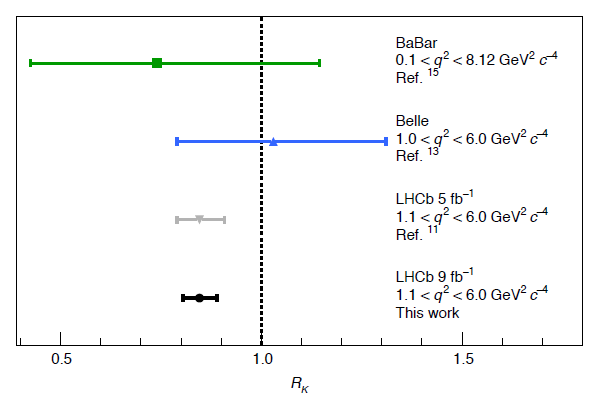 BaBar
0.1 < q² < 8.12 GeV² c⁻⁴
Ref. ¹⁵
Belle
1.0 < q² < 6.0 GeV² c⁻⁴
Ref. ¹³
LHCb 5 fb⁻¹
1.1 < q² < 6.0 GeV² c⁻⁴
Ref. ¹¹
LHCb 9 fb⁻¹
1.1 < q² < 6.0 GeV² c⁻⁴
This work
0.5 1.0 1.5
R_K